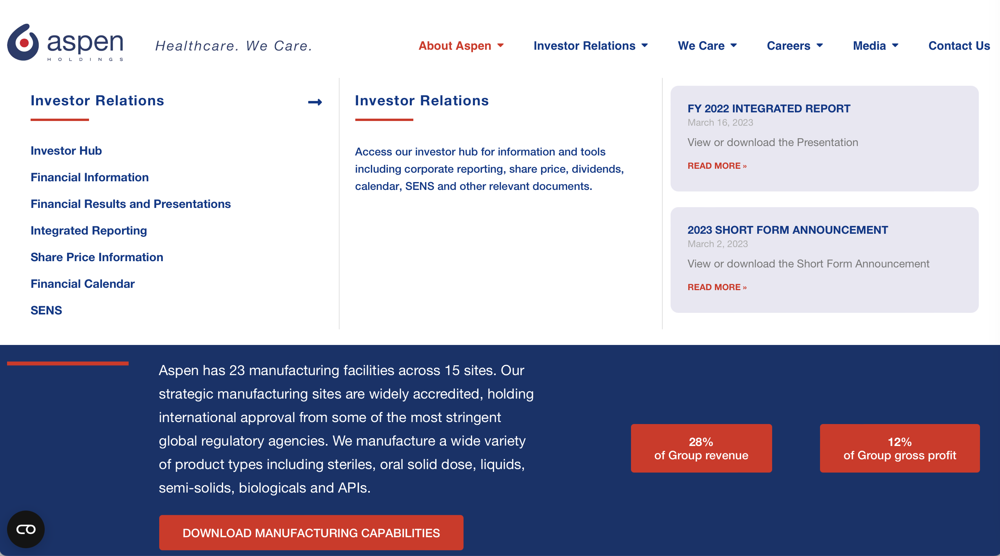 aspen
HOLDINGS
Healthcare. We Care.
About Aspen
Investor Relations
We Care
Careers
Media
Contact Us
Investor Relations
Investor Hub
Financial Information
Financial Results and Presentations
Integrated Reporting
Share Price Information
Financial Calendar
SENS
Investor Relations
Access our investor hub for information and tools
including corporate reporting, share price, dividends,
calendar, SENS and other relevant documents.
FY 2022 INTEGRATED REPORT
March 16, 2023
View or download the Presentation
READ MORE »
2023 SHORT FORM ANNOUNCEMENT
March 2, 2023
View or download the Short Form Announcement
READ MORE »
Aspen has 23 manufacturing facilities across 15 sites. Our
strategic manufacturing sites are widely accredited, holding
international approval from some of the most stringent
global regulatory agencies. We manufacture a wide variety
of product types including steriles, oral solid dose, liquids,
semi-solids, biologicals and APIs.
DOWNLOAD MANUFACTURING CAPABILITIES
28%
of Group revenue
12%
of Group gross profit